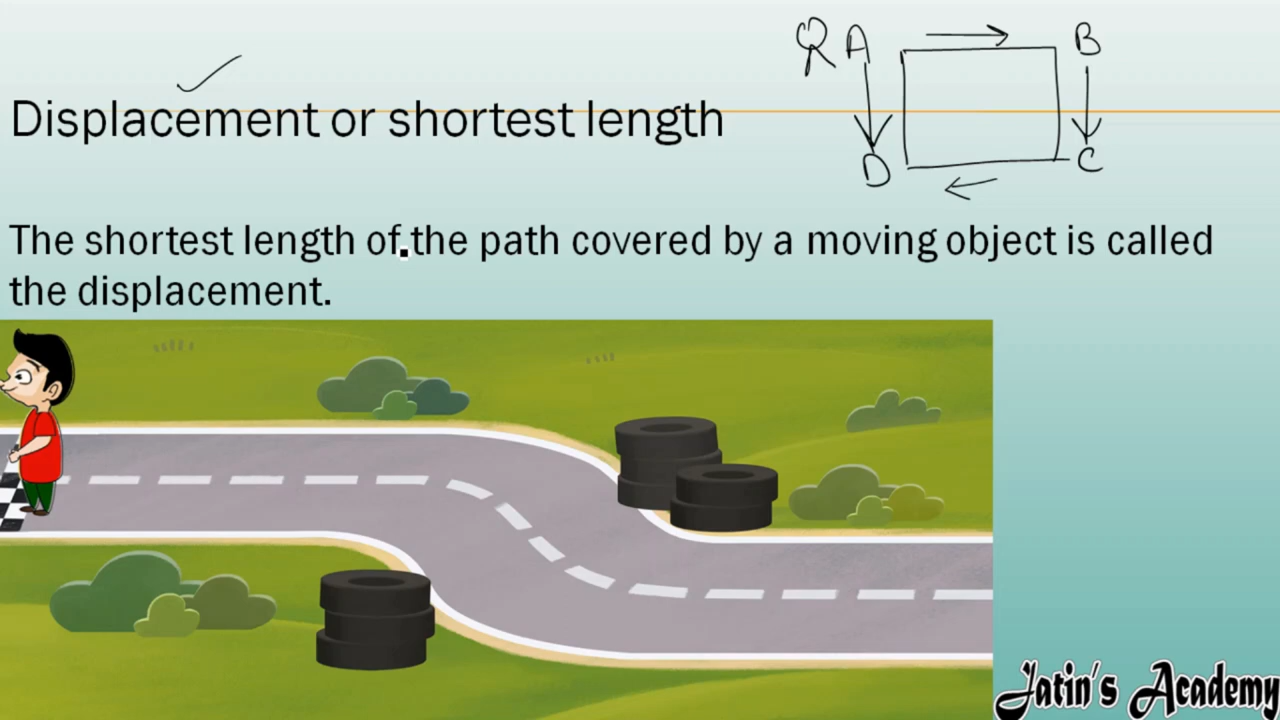 Q A B
Displacement or shortest length
D C
The shortest length of the path covered by a moving object is called
the displacement.
Jatin's Academy